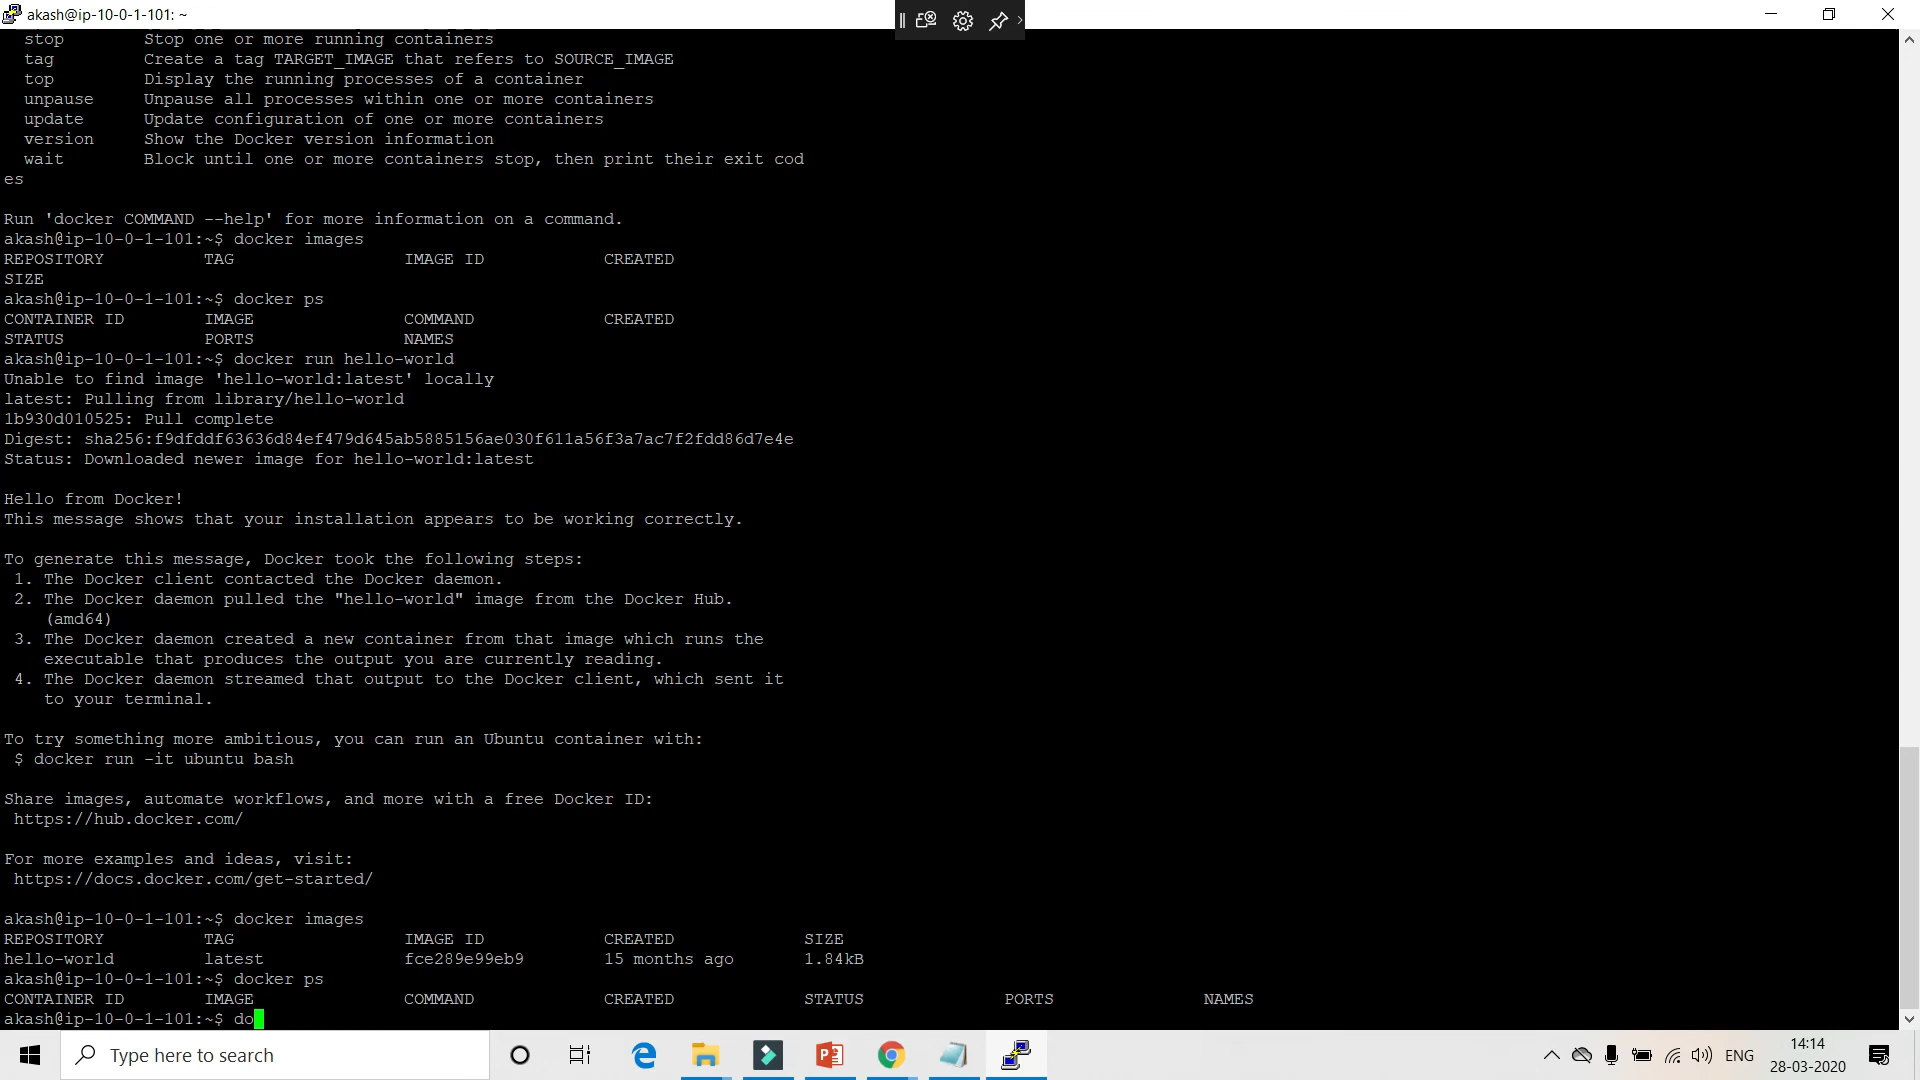 akash@ip-10-0-1-101: ~
stop        Stop one or more running containers
tag         Create a tag TARGET_IMAGE that refers to SOURCE_IMAGE
top         Display the running processes of a container
unpause     Unpause all processes within one or more containers
update      Update configuration of one or more containers
version     Show the Docker version information
wait        Block until one or more containers stop, then print their exit cod
es
Run 'docker COMMAND --help' for more information on a command.
akash@ip-10-0-1-101:~$ docker images
REPOSITORY          TAG                 IMAGE ID            CREATED
SIZE
akash@ip-10-0-1-101:~$ docker ps
CONTAINER ID        IMAGE               COMMAND             CREATED
STATUS              PORTS               NAMES
akash@ip-10-0-1-101:~$ docker run hello-world
Unable to find image 'hello-world:latest' locally
latest: Pulling from library/hello-world
1b930d010525: Pull complete
Digest: sha256:f9dfddf63636d84ef479d645ab5885156ae030f611a56f3a7ac7f2fdd86d7e4e
Status: Downloaded newer image for hello-world:latest
Hello from Docker!
This message shows that your installation appears to be working correctly.
To generate this message, Docker took the following steps:
1. The Docker client contacted the Docker daemon.
2. The Docker daemon pulled the "hello-world" image from the Docker Hub.
(amd64)
3. The Docker daemon created a new container from that image which runs the
executable that produces the output you are currently reading.
4. The Docker daemon streamed that output to the Docker client, which sent it
to your terminal.
To try something more ambitious, you can run an Ubuntu container with:
$ docker run -it ubuntu bash
Share images, automate workflows, and more with a free Docker ID:
https://hub.docker.com/
For more examples and ideas, visit:
https://docs.docker.com/get-started/
akash@ip-10-0-1-101:~$ docker images
REPOSITORY          TAG                 IMAGE ID            CREATED             SIZE
hello-world         latest              fce289e99eb9        15 months ago       1.84kB
akash@ip-10-0-1-101:~$ docker ps
CONTAINER ID        IMAGE               COMMAND             CREATED             STATUS              PORTS               NAMES
akash@ip-10-0-1-101:~$ do
Type here to search
ENG
14:14
28-03-2020